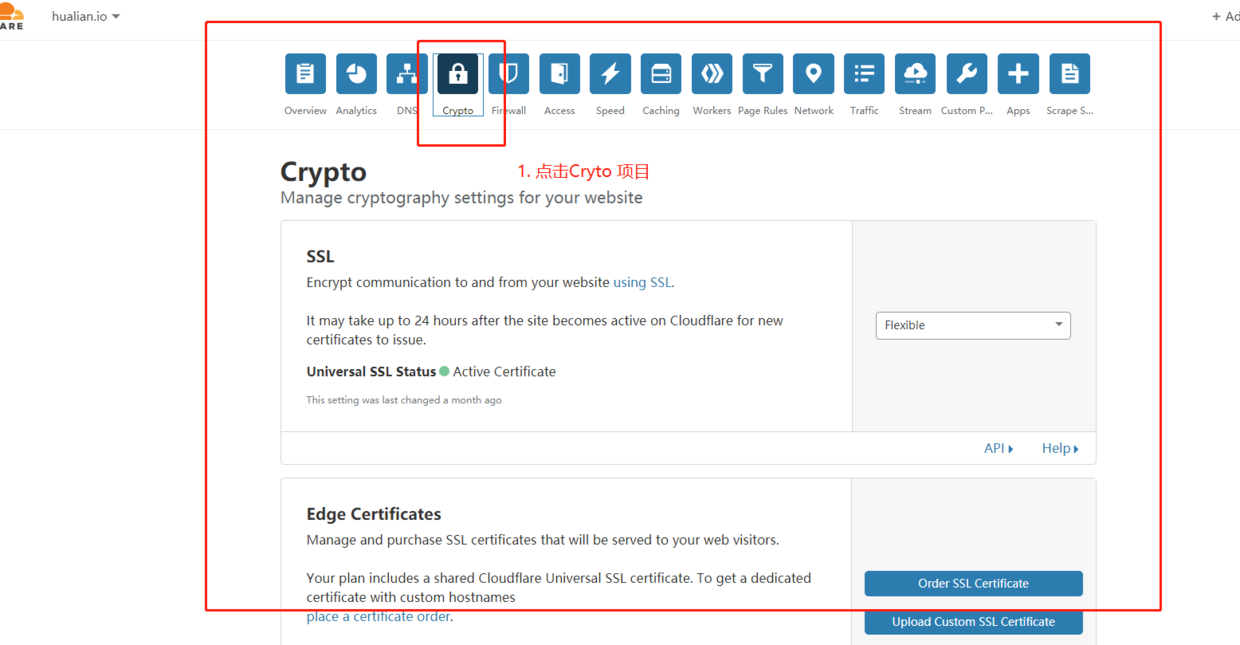 ARE
hualian.io
+ Ad
Overview
Analytics
DNS
Crypto
Firewall
Access
Speed
Caching
Workers
Page Rules
Network
Traffic
Stream
Custom P...
Apps
Scrape S...
Crypto
1. 点击Cryto 项目
Manage cryptography settings for your website
SSL
Encrypt communication to and from your website using SSL.
It may take up to 24 hours after the site becomes active on Cloudflare for new
certificates to issue.
Universal SSL Status Active Certificate
This setting was last changed a month ago
Flexible
API
Help
Edge Certificates
Manage and purchase SSL certificates that will be served to your web visitors.
Your plan includes a shared Cloudflare Universal SSL certificate. To get a dedicated
certificate with custom hostnames
place a certificate order.
Order SSL Certificate
Upload Custom SSL Certificate